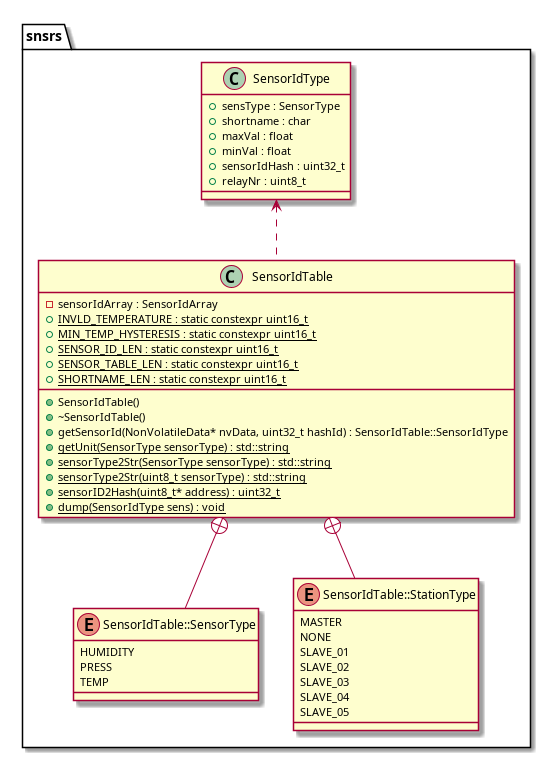 snsrs
C SensorIdType
sensType : SensorType
shortname : char
maxVal : float
minVal : float
sensorIdHash : uint32_t
relayNr : uint8_t
C SensorIdTable
sensorIdArray : SensorIdArray
INVLD_TEMPERATURE : static constexpr uint16_t
MIN_TEMP_HYSTERESIS : static constexpr uint16_t
SENSOR_ID_LEN : static constexpr uint16_t
SENSOR_TABLE_LEN : static constexpr uint16_t
SHORTNAME_LEN : static constexpr uint16_t
SensorIdTable()
~SensorIdTable()
getSensorId(NonVolatileData* nvData, uint32_t hashId) : SensorIdTable::SensorIdType
getUnit(SensorType sensorType) : std::string
sensorType2Str(SensorType sensorType) : std::string
sensorType2Str(uint8_t sensorType) : std::string
sensorID2Hash(uint8_t* address) : uint32_t
dump(SensorIdType sens) : void
E SensorIdTable::SensorType
HUMIDITY
PRESS
TEMP
E SensorIdTable::StationType
MASTER
NONE
SLAVE_01
SLAVE_02
SLAVE_03
SLAVE_04
SLAVE_05